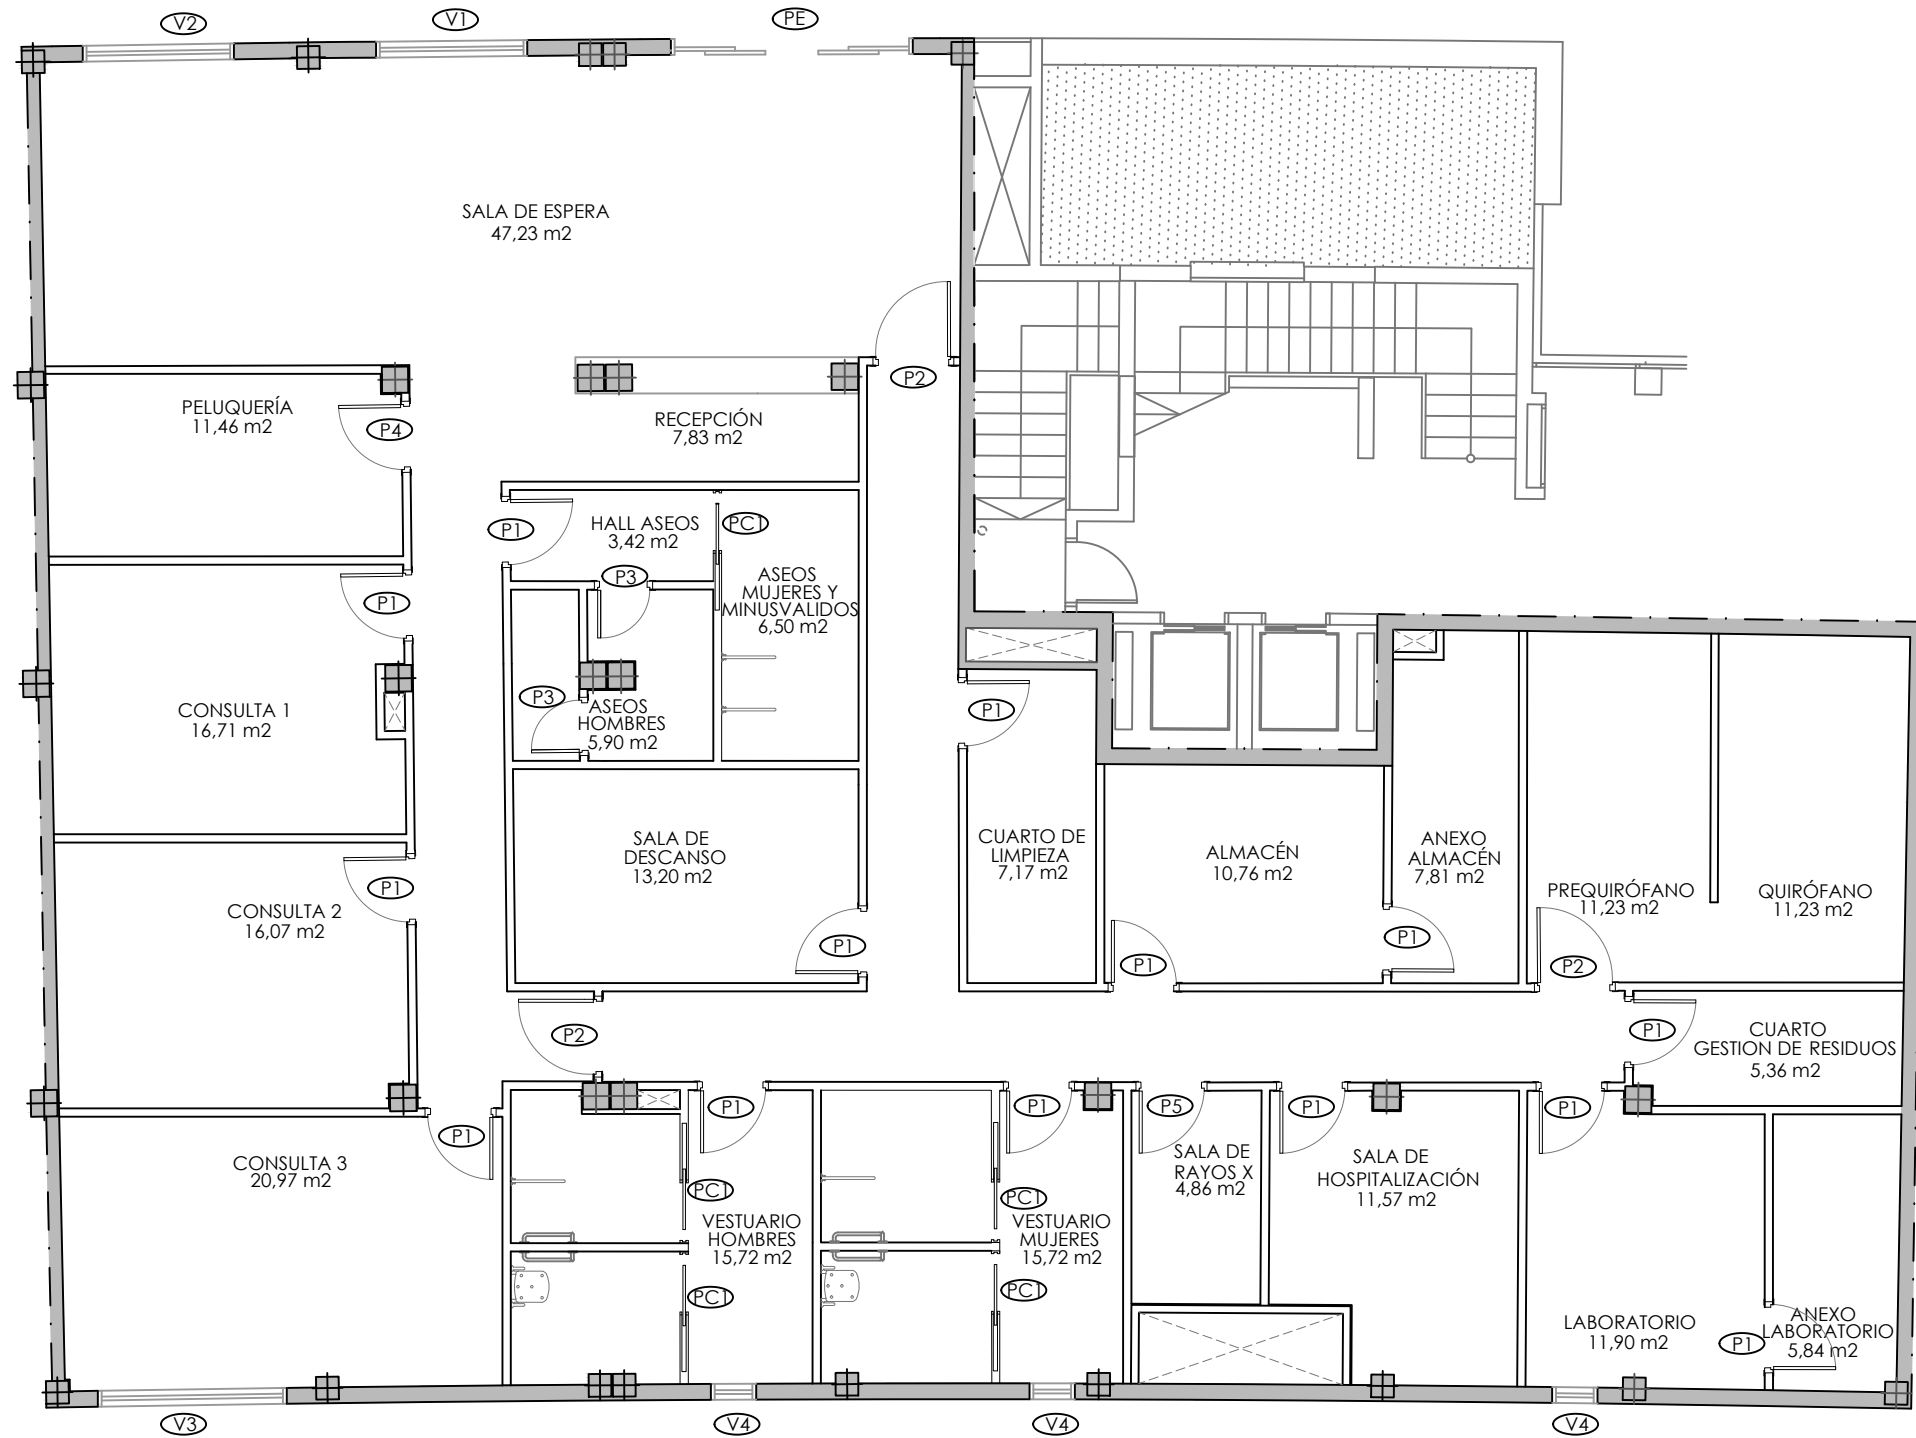 V2
V1
PE
SALA DE ESPERA
47,23 m2
P2
PELUQUERÍA
11,46 m2
P4
RECEPCIÓN
7,83 m2
P1
HALL ASEOS
3,42 m2
PC1
P3
ASEOS
MUJERES Y
MINUSVALIDOS
6,50 m2
P1
CONSULTA 1
16,71 m2
P3
ASEOS
HOMBRES
5,90 m2
P1
SALA DE
DESCANSO
13,20 m2
CUARTO DE
LIMPIEZA
7,17 m2
ALMACÉN
10,76 m2
ANEXO
ALMACÉN
7,81 m2
PREQUIRÓFANO
11,23 m2
QUIRÓFANO
11,23 m2
P1
CONSULTA 2
16,07 m2
P1
P1
P1
P2
P2
P1
CUARTO
GESTION DE RESIDUOS
5,36 m2
P1
P1
P1
P5
P1
P1
CONSULTA 3
20,97 m2
SALA DE
RAYOS X
4,86 m2
SALA DE
HOSPITALIZACIÓN
11,57 m2
PC1
PC1
VESTUARIO
HOMBRES
15,72 m2
VESTUARIO
MUJERES
15,72 m2
PC1
PC1
LABORATORIO
11,90 m2
P1
ANEXO
LABORATORIO
5,84 m2
V3
V4
V4
V4